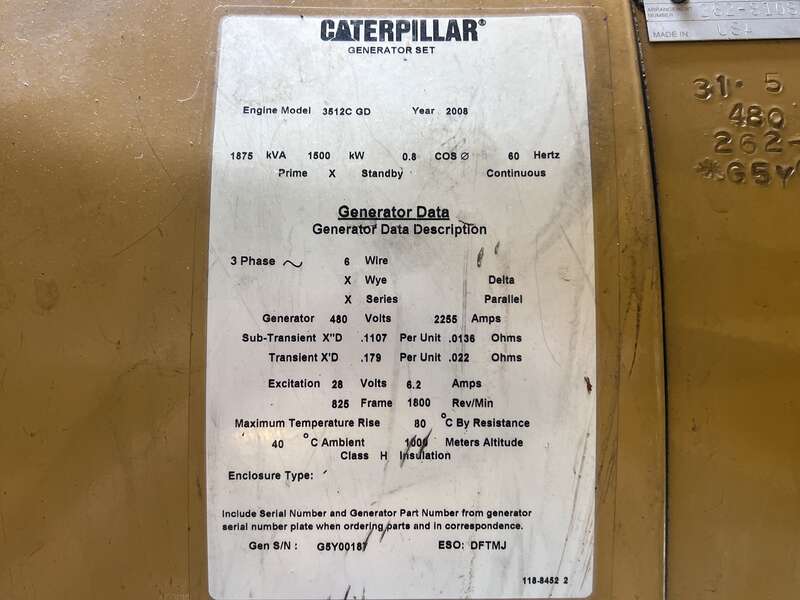 CATERPILLAR®
GENERATOR SET
Engine Model 3512C GD Year 2008
1875 kVA 1500 kW 0.8 COS Ø 60 Hertz
Prime X Standby Continuous
Generator Data
Generator Data Description
3 Phase ~ 6 Wire
X Wye Delta
X Series Parallel
Generator 480 Volts 2255 Amps
Sub-Transient X"D .1107 Per Unit .0136 Ohms
Transient X'D .179 Per Unit .022 Ohms
Excitation 28 Volts 6.2 Amps
825 Frame 1800 Rev/Min
Maximum Temperature Rise 80 °C By Resistance
40 °C Ambient 1000 Meters Altitude
Class H Insulation
Enclosure Type:
Include Serial Number and Generator Part Number from generator
serial number plate when ordering parts and in correspondence.
Gen S/N : G5Y00187 ESO: DFTMJ
118-8452 2
NUMBER
MADE IN USA
31. 5
480
262-
*G5Y